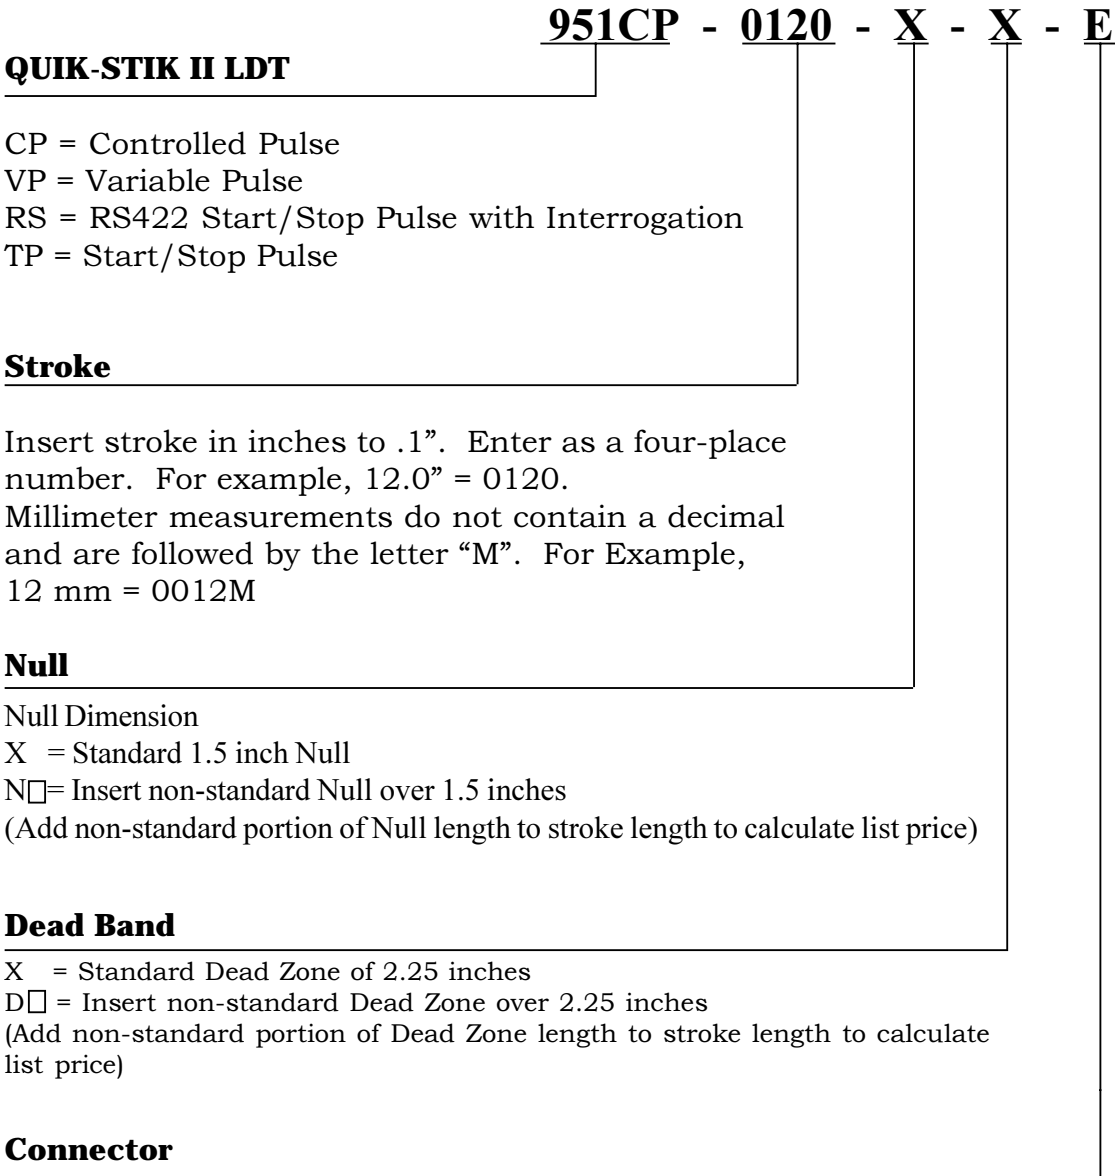 951CP - 0120 - X - X - E
QUIK-STIK II LDT
CP = Controlled Pulse
VP = Variable Pulse
RS = RS422 Start/Stop Pulse with Interrogation
TP = Start/Stop Pulse
Stroke
Insert stroke in inches to .1”.  Enter as a four-place
number.  For example, 12.0” = 0120.
Millimeter measurements do not contain a decimal
and are followed by the letter “M”.  For Example,
12 mm = 0012M
Null
Null Dimension
X  = Standard 1.5 inch Null
N□= Insert non-standard Null over 1.5 inches
(Add non-standard portion of Null length to stroke length to calculate list price)
Dead Band
X  = Standard Dead Zone of 2.25 inches
D□ = Insert non-standard Dead Zone over 2.25 inches
(Add non-standard portion of Dead Zone length to stroke length to calculate
list price)
Connector